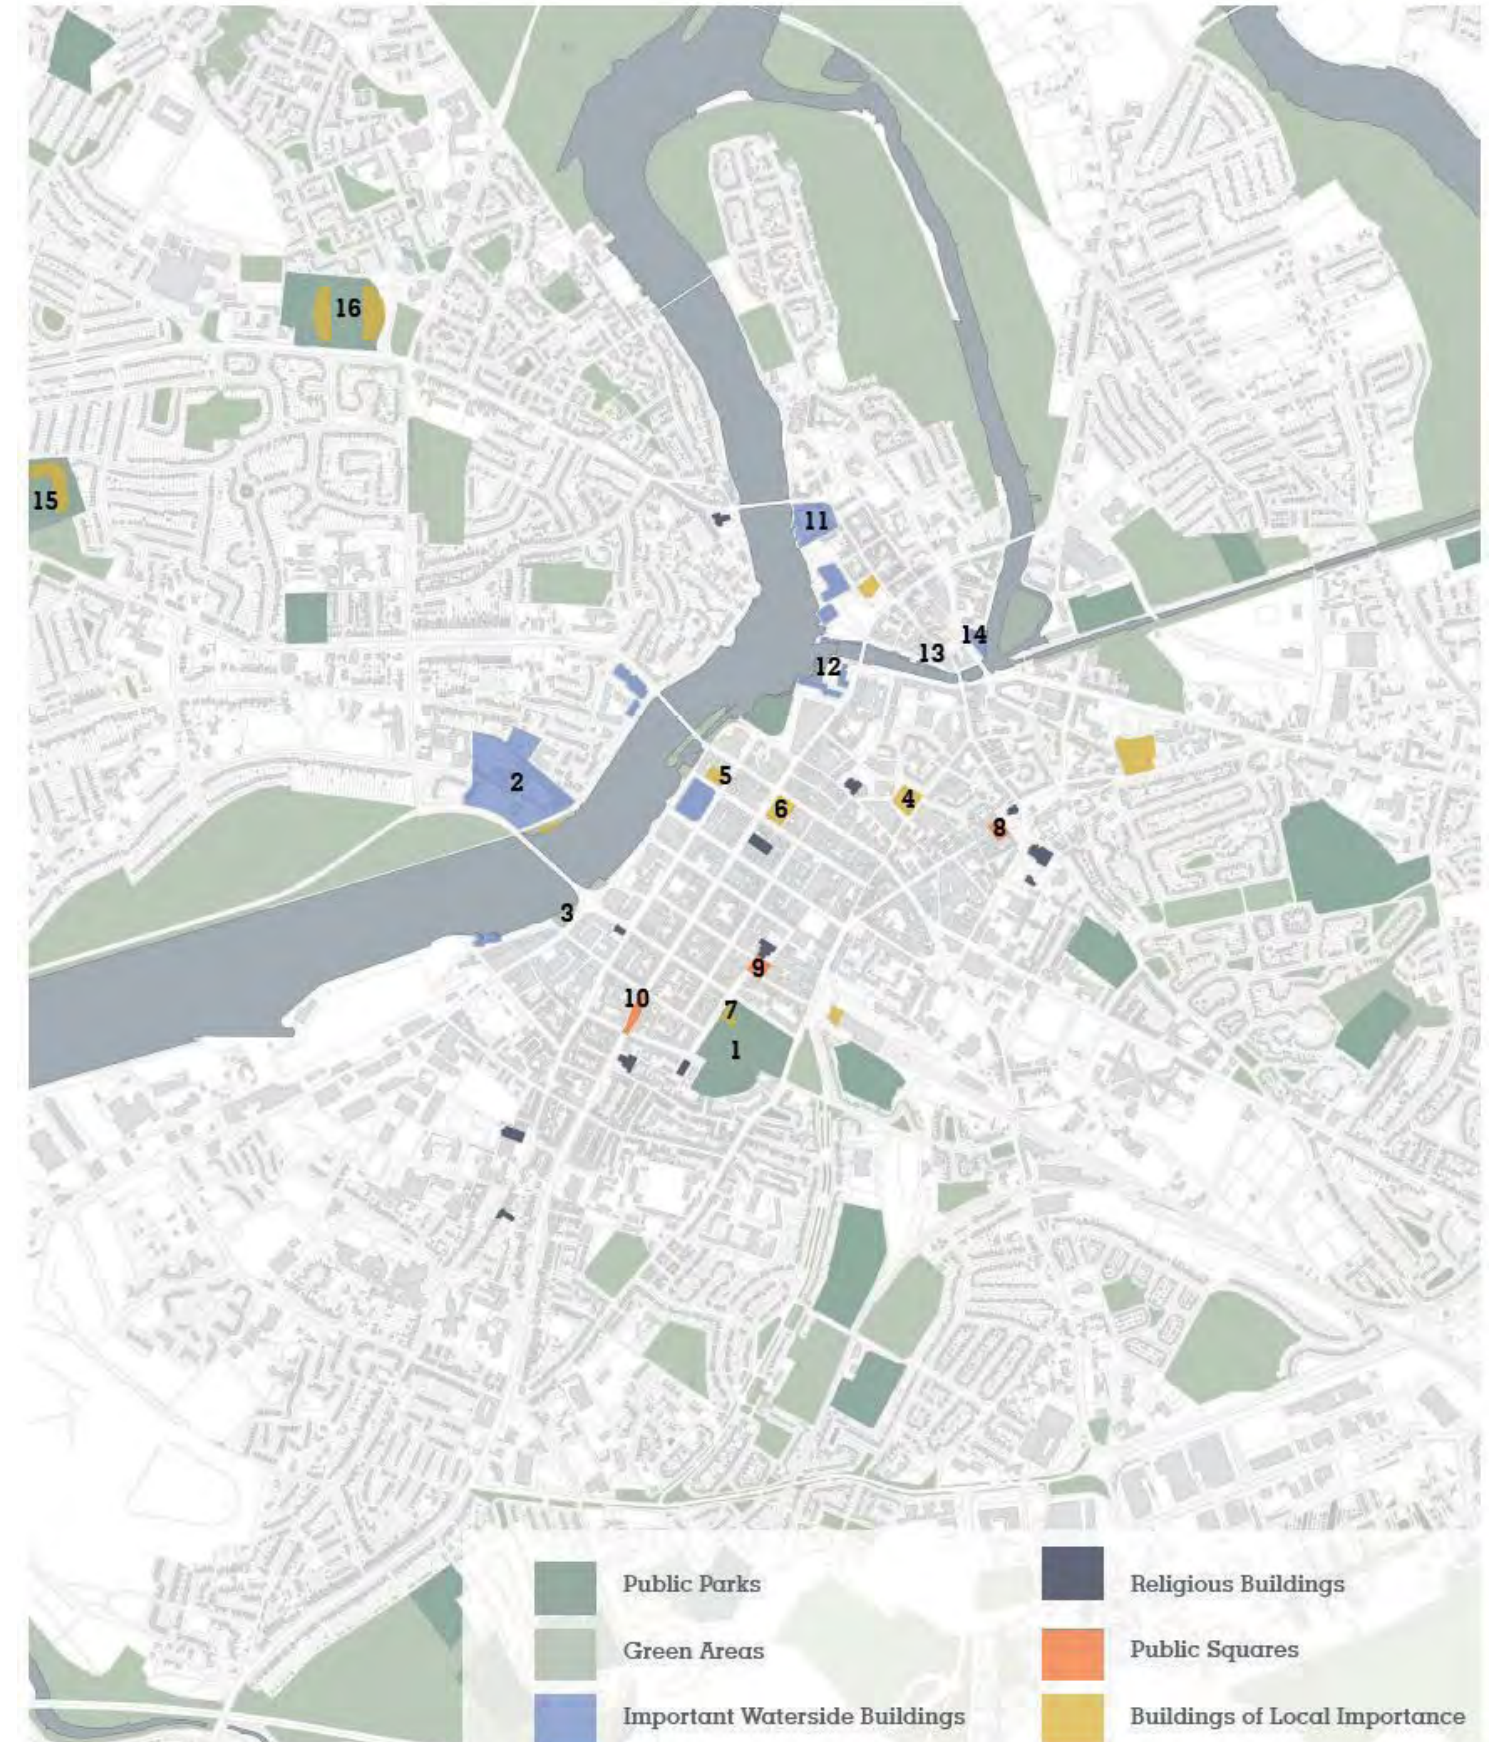 16
15
11
14
13
12
2
5
6
4
8
3
9
10
7
1
Public Parks
Religious Buildings
Green Areas
Public Squares
Important Waterside Buildings
Buildings of Local Importance